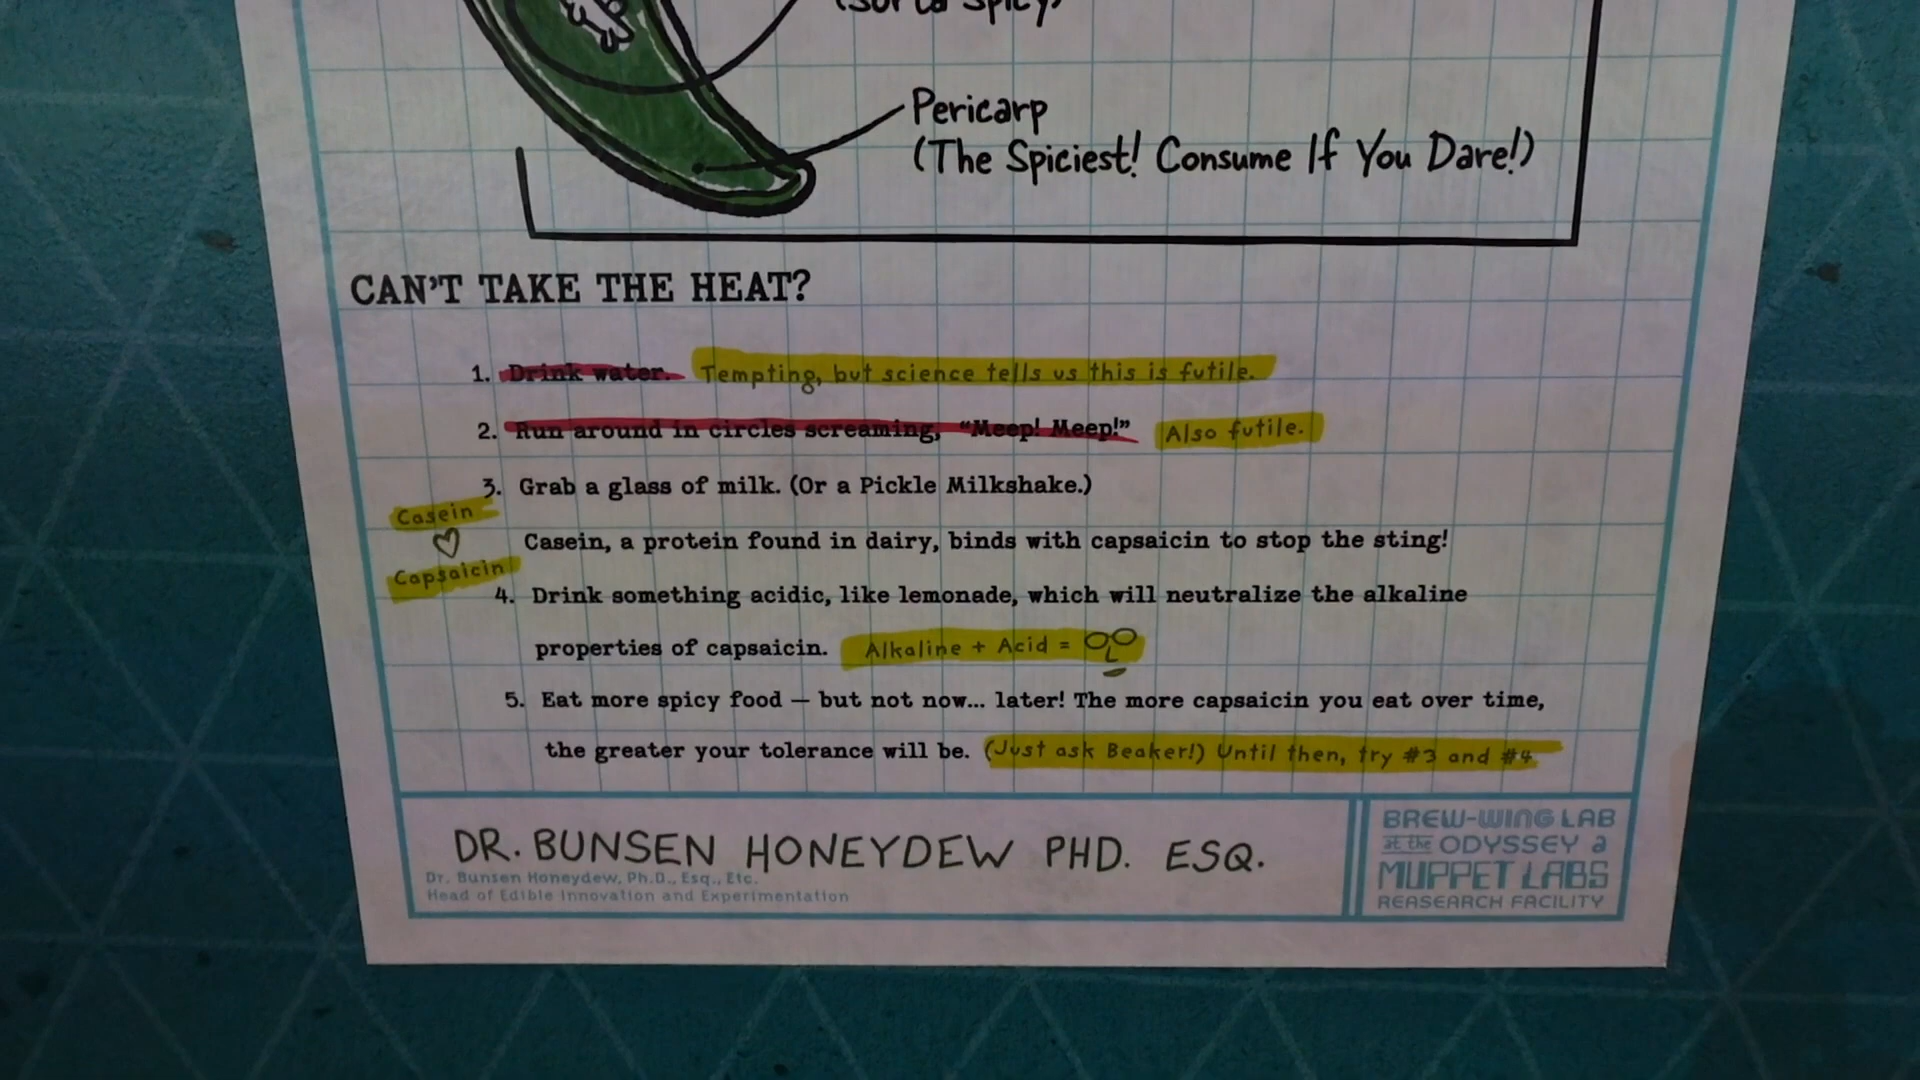 (Sorta Spicy)
Pericarp
(The Spiciest! Consume If You Dare!)
CAN'T TAKE THE HEAT?
1. Drink water. Tempting, but science tells us this is futile.
2. Run around in circles screaming, "Meep! Meep!" Also futile.
3. Grab a glass of milk. (Or a Pickle Milkshake.)
Casein
Casein, a protein found in dairy, binds with capsaicin to stop the sting!
Capsaicin
4. Drink something acidic, like lemonade, which will neutralize the alkaline
properties of capsaicin. Alkaline + Acid =
5. Eat more spicy food — but not now... later! The more capsaicin you eat over time,
the greater your tolerance will be. (Just ask Beaker!) Until then, try #3 and #4.
DR. BUNSEN HONEYDEW PHD. ESQ.
Dr. Bunsen Honeydew, Ph.D., Esq., Etc.
Head of Edible Innovation and Experimentation
BREW-WING LAB
at the ODYSSEY a
MUPPET LABS
REASEARCH FACILITY